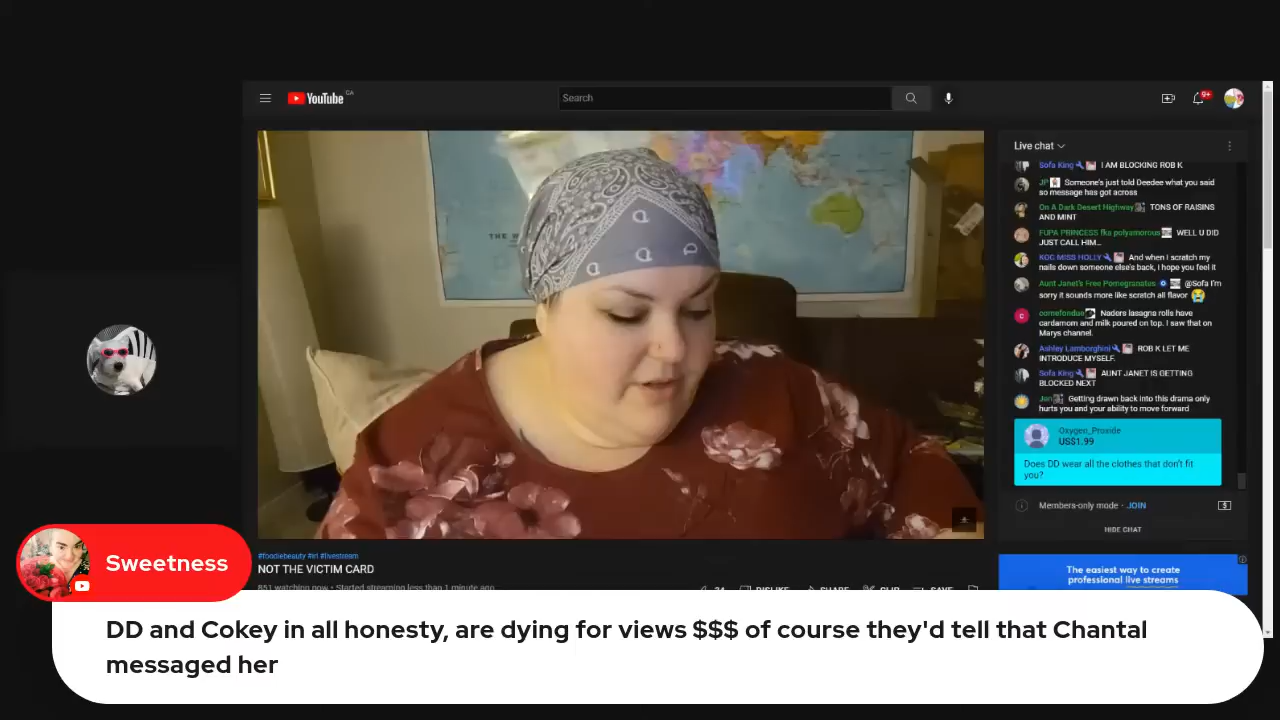 YouTube CA
Search
9+
Live chat
Sofa King I AM BLOCKING ROB K
JP Someone's just told Deedee what you said
so message has got across
On A Dark Desert Highway TONS OF RAISINS
AND MINT
FUPA PRINCESS fka polyamorous WELL U DID
JUST CALL HIM...
KOC MISS HOLLY And when I scratch my
nails down someone else's back, I hope you feel it
Aunt Janet's Free Pomegranates @Sofa I'm
sorry it sounds more like scratch all flavor
comefondue Naders lasagna rolls have
cardamom and milk poured on top. I saw that on
Marys channel.
Ashley Lamborghini ROB K LET ME
INTRODUCE MYSELF.
Sofa King AUNT JANET IS GETTING
BLOCKED NEXT
Jen Getting drawn back into this drama only
hurts you and your ability to move forward
Oxygen_Proxide
US$1.99
Does DD wear all the clothes that don't fit
you?
Members-only mode · JOIN
HIDE CHAT
#foodiebeauty #irl #livestream
NOT THE VICTIM CARD
851 watching now · Started streaming less than 1 minute ago
34 DISLIKE SHARE CLIP SAVE
The easiest way to create
professional live streams
Sweetness
DD and Cokey in all honesty, are dying for views $$$ of course they'd tell that Chantal
messaged her